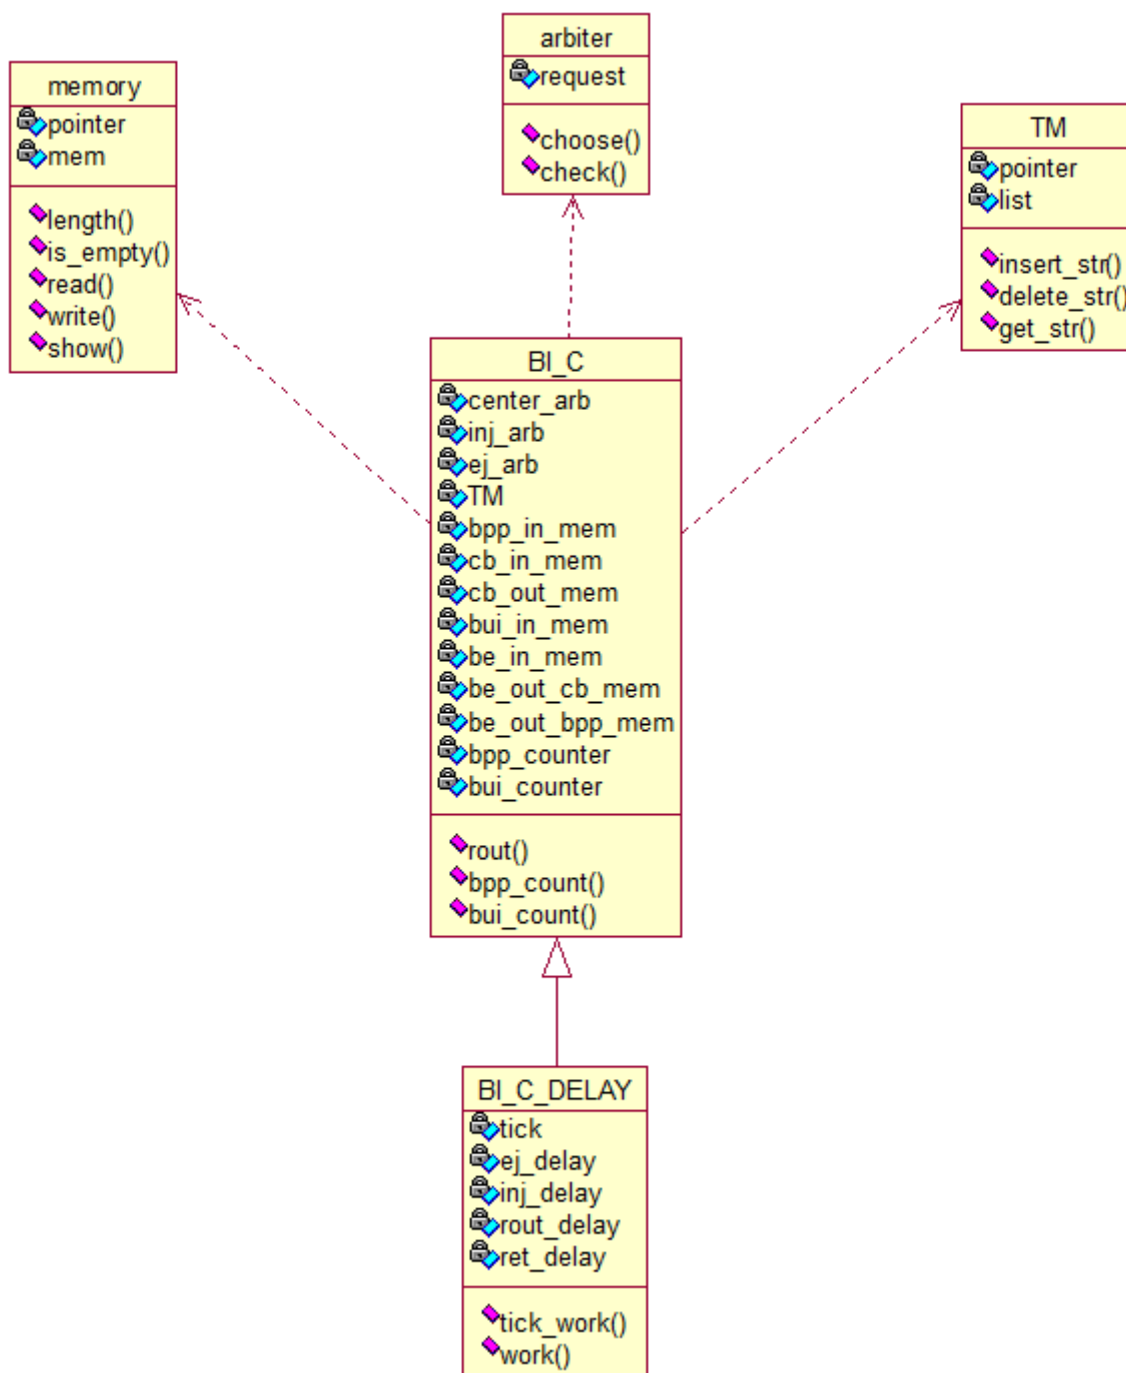 arbiter
request
choose()
check()
memory
pointer
mem
length()
is_empty()
read()
write()
show()
TM
pointer
list
insert_str()
delete_str()
get_str()
BI_C
center_arb
inj_arb
ej_arb
TM
bpp_in_mem
cb_in_mem
cb_out_mem
bui_in_mem
be_in_mem
be_out_cb_mem
be_out_bpp_mem
bpp_counter
bui_counter
rout()
bpp_count()
bui_count()
BI_C_DELAY
tick
ej_delay
inj_delay
rout_delay
ret_delay
tick_work()
work()